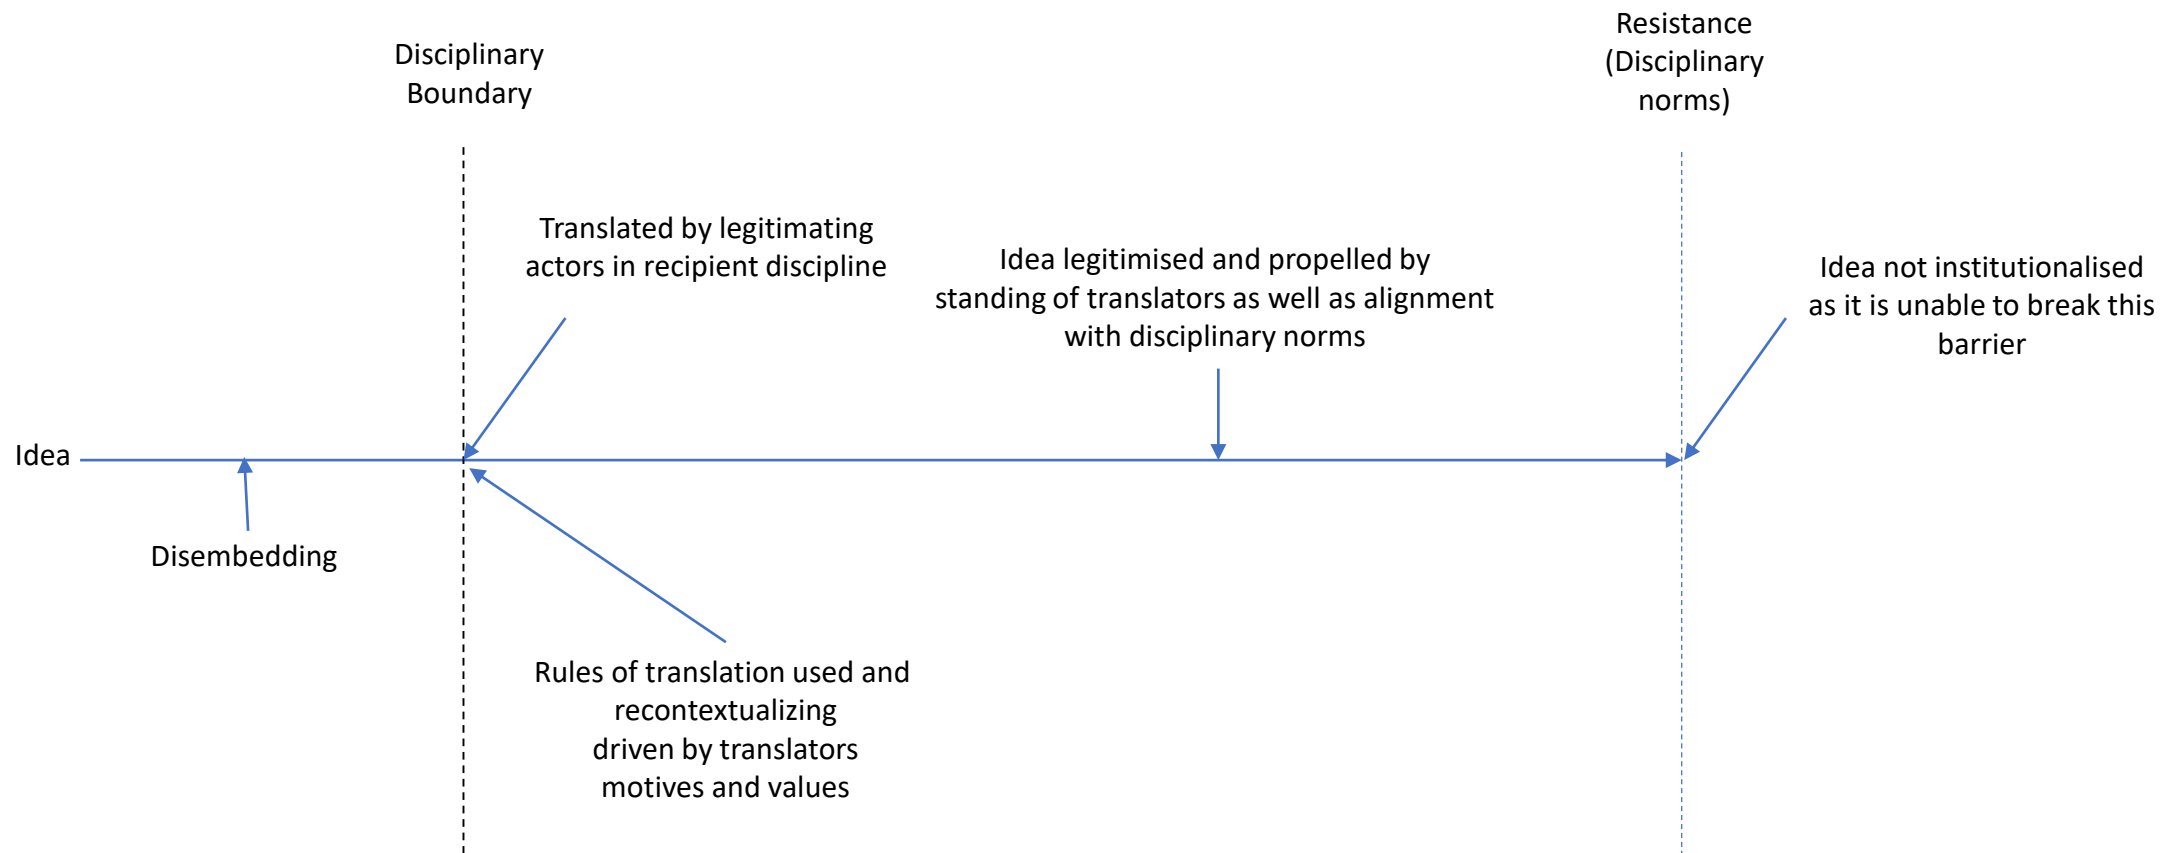 Disciplinary
Boundary
Resistance
(Disciplinary
norms)
Translated by legitimating
actors in recipient discipline
Idea legitimised and propelled by
standing of translators as well as alignment
with disciplinary norms
Idea not institutionalised
as it is unable to break this
barrier
Idea
Disembedding
Rules of translation used and
recontextualizing
driven by translators
motives and values